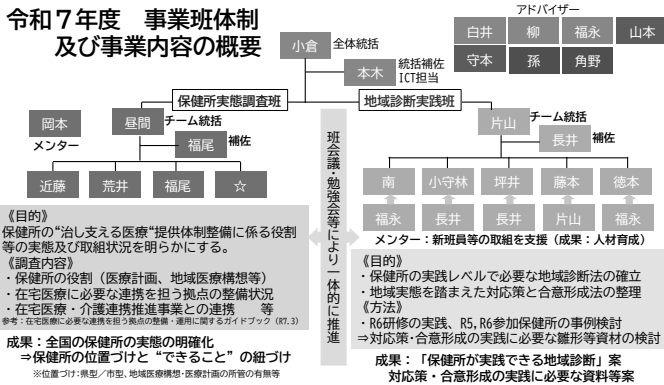 令和７年度　事業班体制
及び事業内容の概要
アドバイザー
白井
柳
福永
山本
守本
孫
角野
小倉
全体統括
本木
統括補佐
ICT担当
保健所実態調査班
地域診断実践班
岡本
メンター
昼間
チーム統括
福尾
補佐
近藤
荒井
福尾
☆
片山
チーム統括
長井
補佐
南
小守林
坪井
藤本
徳本
福永
長井
長井
片山
福永
メンター：新班員等の取組を支援（成果：人材育成）
班会議・勉強会等により一体的に推進
《目的》
保健所の“治し支える医療“提供体制整備に係る役割
等の実態及び取組状況を明らかにする。
《調査内容》
・保健所の役割（医療計画、地域医療構想等）
・在宅医療に必要な連携を担う拠点の整備状況
・在宅医療・介護連携推進事業との連携　　等
参考：在宅医療に必要な連携を担う拠点の整備・運用に関するガイドブック（R7.3）
成果：全国の保健所の実態の明確化
⇒保健所の位置づけと“できること”の紐づけ
※位置づけ：県型／市型、地域医療構想・医療計画の所管の有無等
《目的》
・保健所の実践レベルで必要な地域診断法の確立
・地域実態を踏まえた対応策と合意形成法の整理
《方法》
・R6研修の実践、R5,R6参加保健所の事例検討
⇒対応策・合意形成の実践に必要な雛形等資材の検討
成果：「保健所が実践できる地域診断」案
対応策・合意形成の実践に必要な資料等案